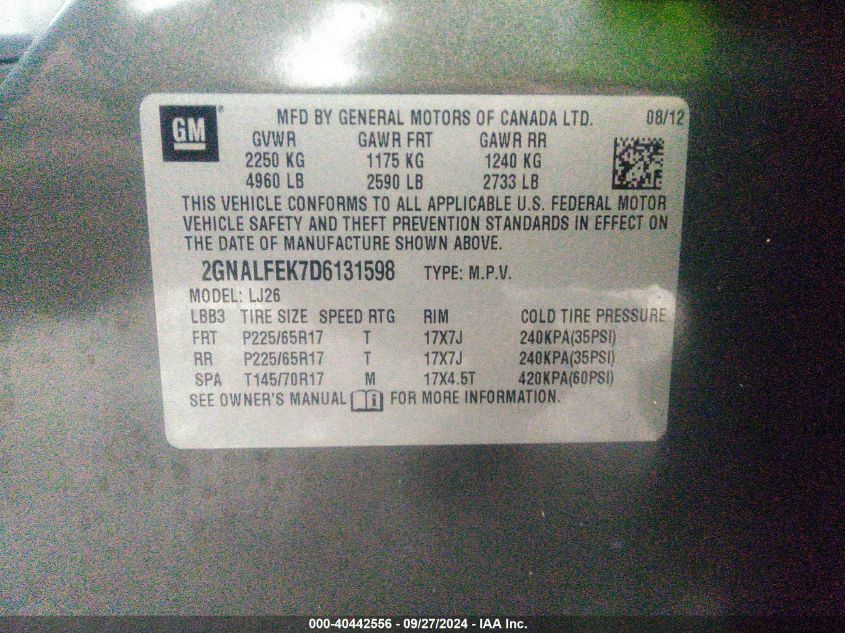 GM ® MFD BY GENERAL MOTORS OF CANADA LTD. 08/12
GVWR GAWR FRT GAWR RR
2250 KG 1175 KG 1240 KG
4960 LB 2590 LB 2733 LB
THIS VEHICLE CONFORMS TO ALL APPLICABLE U.S. FEDERAL MOTOR
VEHICLE SAFETY AND THEFT PREVENTION STANDARDS IN EFFECT ON
THE DATE OF MANUFACTURE SHOWN ABOVE.
2GNALFEK7D6131598 TYPE: M.P.V.
MODEL: LJ26
LBB3 TIRE SIZE SPEED RTG RIM COLD TIRE PRESSURE
FRT P225/65R17 T 17X7J 240KPA(35PSI)
RR P225/65R17 T 17X7J 240KPA(35PSI)
SPA T145/70R17 M 17X4.5T 420KPA(60PSI)
SEE OWNER'S MANUAL i FOR MORE INFORMATION.
000-40442556 - 09/27/2024 - IAA Inc.